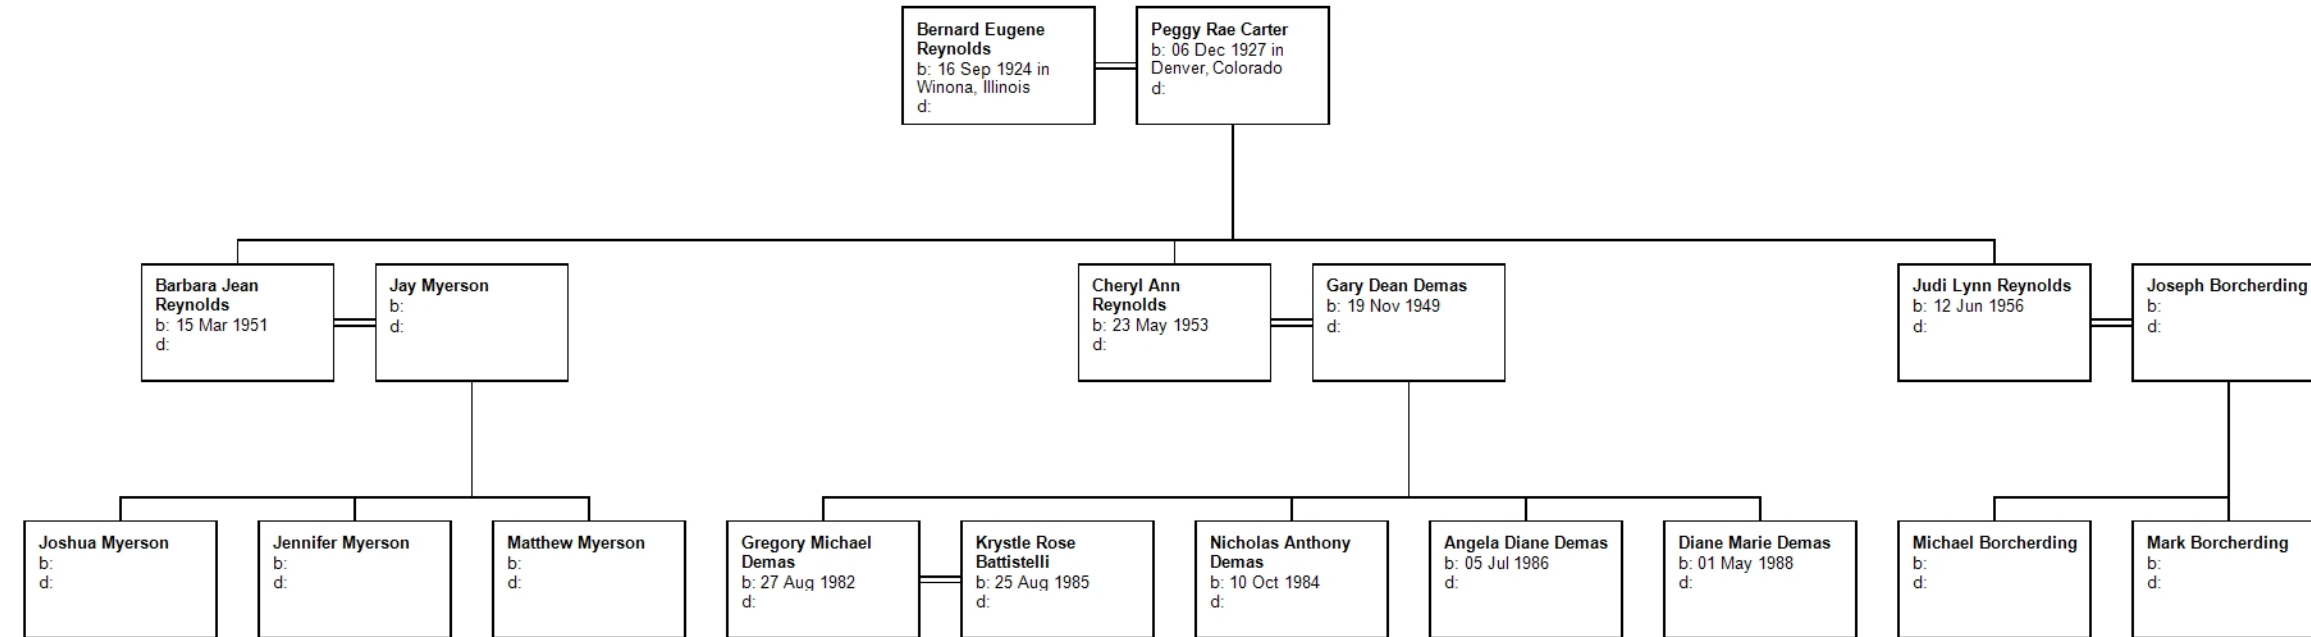 Bernard Eugene
Reynolds
b: 16 Sep 1924 in
Winona, Illinois
d:
Peggy Rae Carter
b: 06 Dec 1927 in
Denver, Colorado
d:
Barbara Jean
Reynolds
b: 15 Mar 1951
d:
Jay Myerson
b:
d:
Cheryl Ann
Reynolds
b: 23 May 1953
d:
Gary Dean Demas
b: 19 Nov 1949
d:
Judi Lynn Reynolds
b: 12 Jun 1956
d:
Joseph Borcherding
b:
d:
Joshua Myerson
b:
d:
Jennifer Myerson
b:
d:
Matthew Myerson
b:
d:
Gregory Michael
Demas
b: 27 Aug 1982
d:
Krystle Rose
Battistelli
b: 25 Aug 1985
d:
Nicholas Anthony
Demas
b: 10 Oct 1984
d:
Angela Diane Demas
b: 05 Jul 1986
d:
Diane Marie Demas
b: 01 May 1988
d:
Michael Borcherding
b:
d:
Mark Borcherding
b:
d: